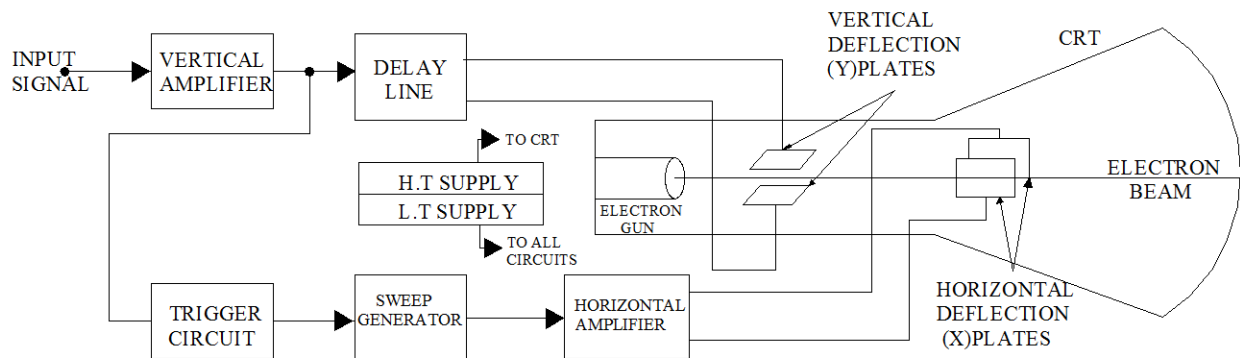 INPUT
SIGNAL
VERTICAL
AMPLIFIER
DELAY
LINE
VERTICAL
DEFLECTION
(Y)PLATES
CRT
TO CRT
H.T SUPPLY
L.T SUPPLY
TO ALL
CIRCUITS
ELECTRON
GUN
ELECTRON
BEAM
TRIGGER
CIRCUIT
SWEEP
GENERATOR
HORIZONTAL
AMPLIFIER
HORIZONTAL
DEFLECTION
(X)PLATES